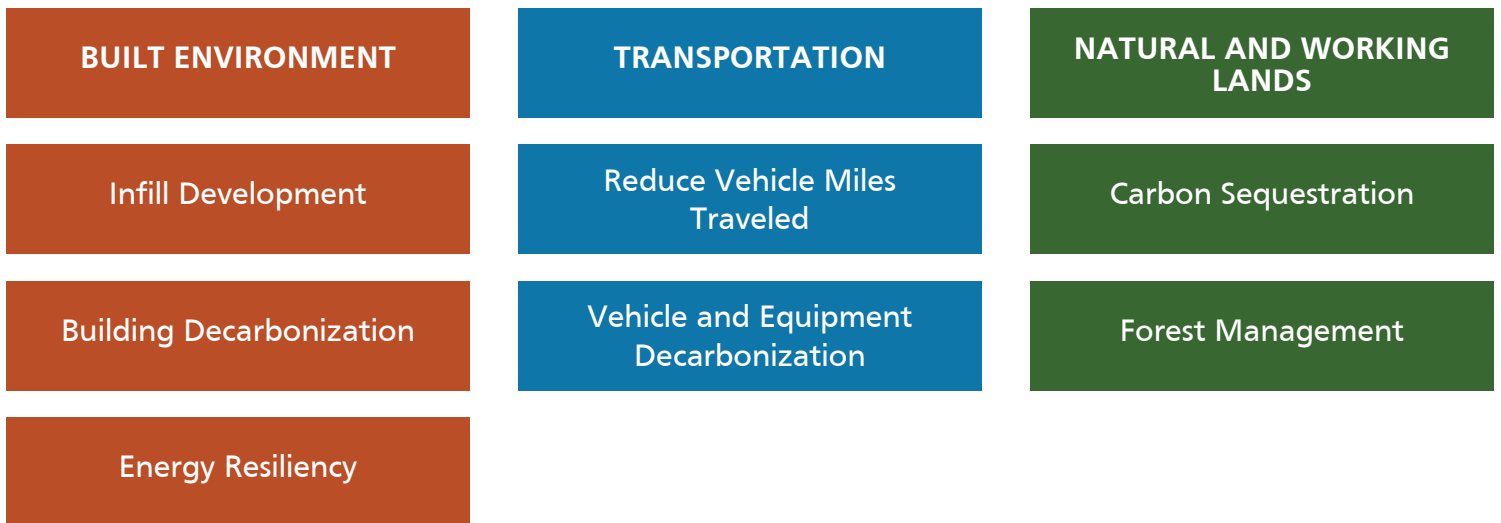 BUILT ENVIRONMENT
Infill Development
Building Decarbonization
Energy Resiliency
TRANSPORTATION
Reduce Vehicle Miles
Traveled
Vehicle and Equipment
Decarbonization
NATURAL AND WORKING
LANDS
Carbon Sequestration
Forest Management